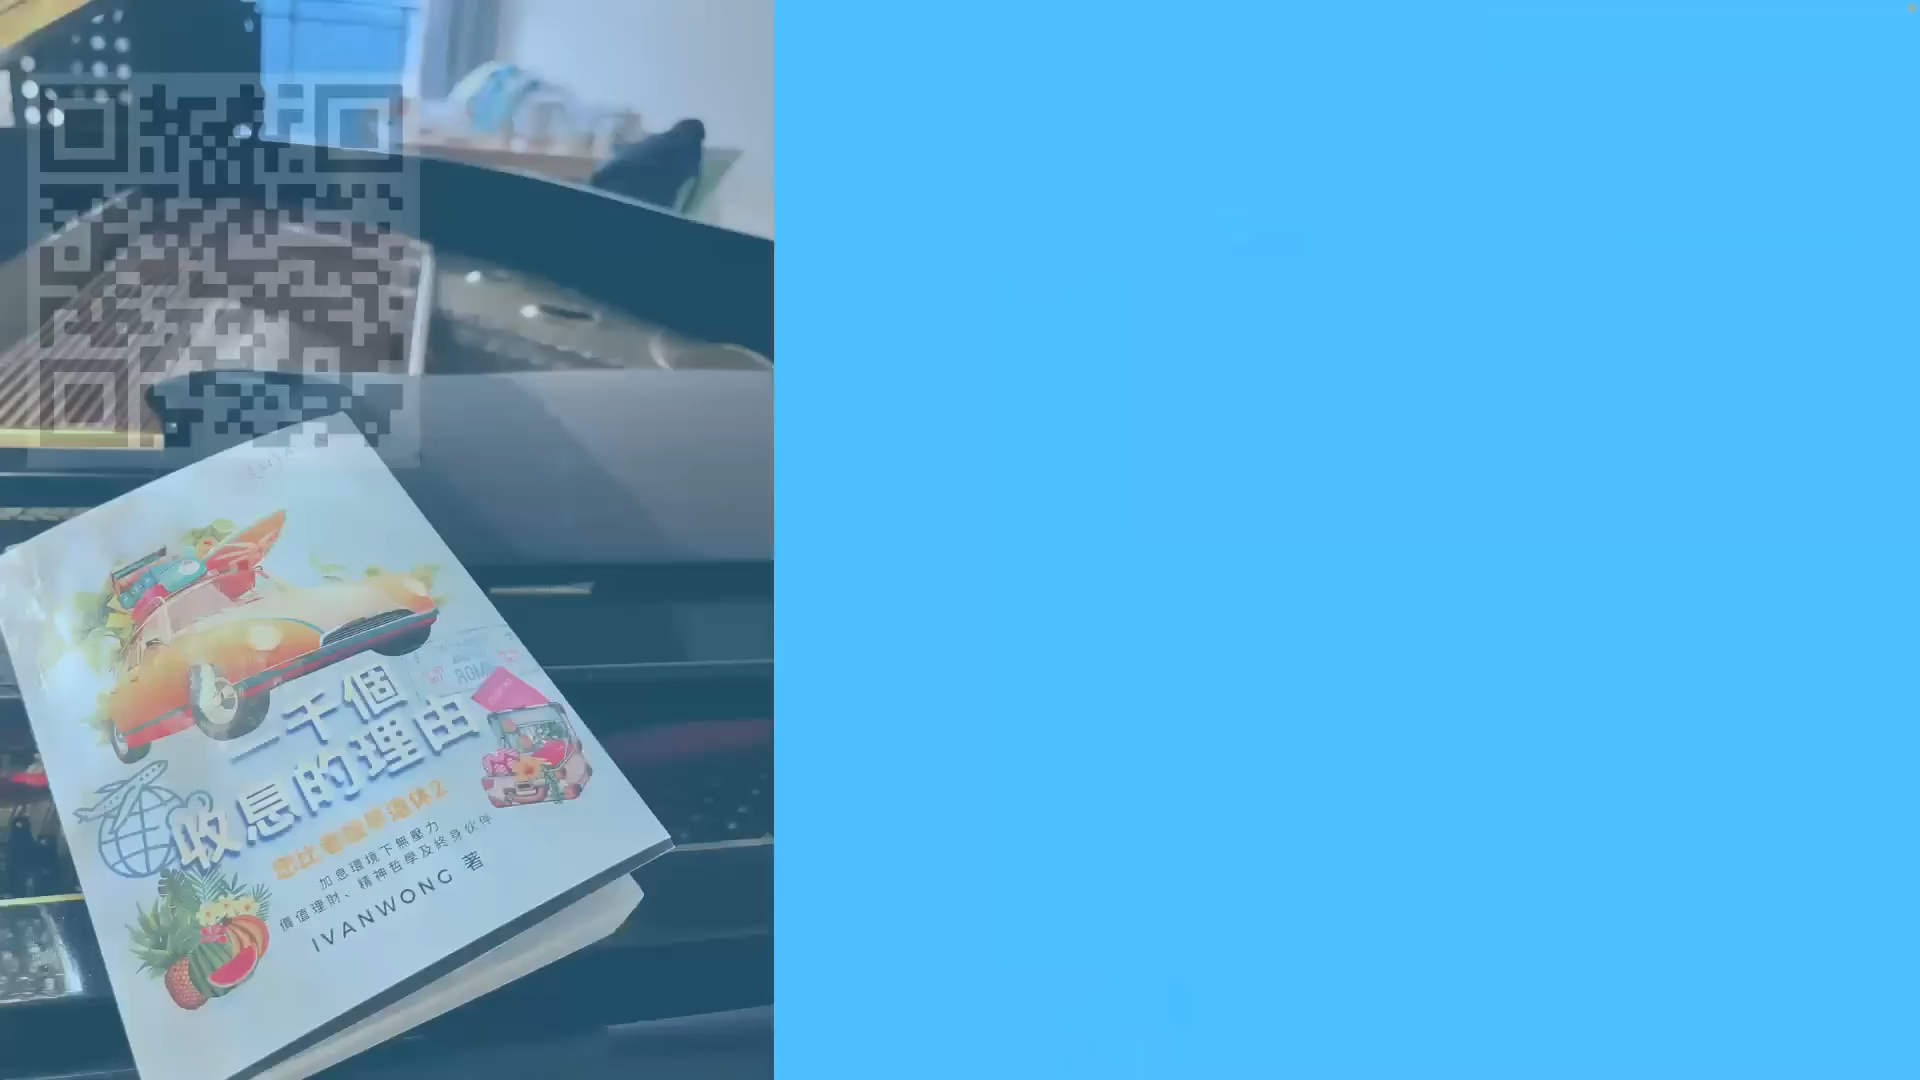 ROM
一千個
收息的理由
加息環境下無壓力
價值理財、精神哲學及終身伙伴
IVANWONG 著